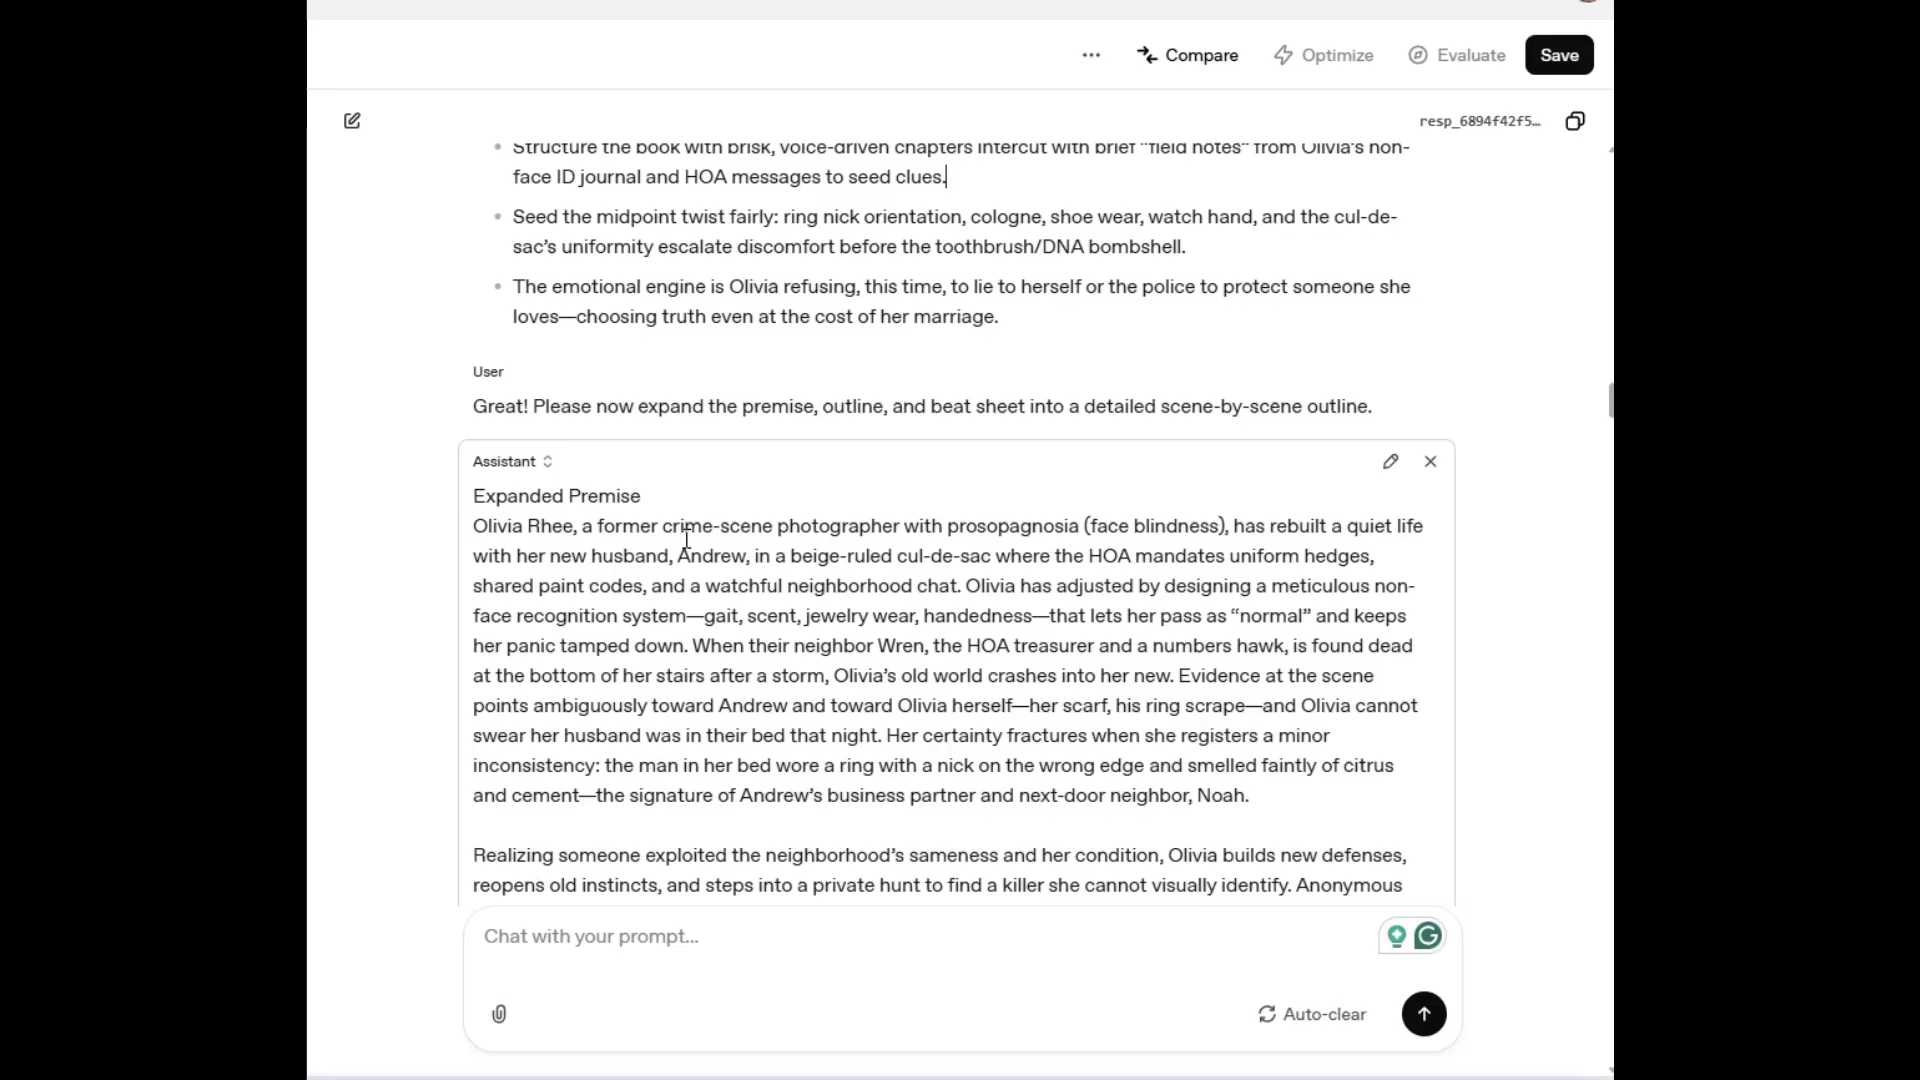 Compare
Optimize
Evaluate
Save
resp_6894f42f5…
Structure the book with brisk, voice-driven chapters intercut with brief "field notes" from Olivia's non-
face ID journal and HOA messages to seed clues.
Seed the midpoint twist fairly: ring nick orientation, cologne, shoe wear, watch hand, and the cul-de-
sac’s uniformity escalate discomfort before the toothbrush/DNA bombshell.
The emotional engine is Olivia refusing, this time, to lie to herself or the police to protect someone she
loves—choosing truth even at the cost of her marriage.
User
Great! Please now expand the premise, outline, and beat sheet into a detailed scene-by-scene outline.
Assistant
Expanded Premise
Olivia Rhee, a former crime-scene photographer with prosopagnosia (face blindness), has rebuilt a quiet life
with her new husband, Andrew, in a beige-ruled cul-de-sac where the HOA mandates uniform hedges,
shared paint codes, and a watchful neighborhood chat. Olivia has adjusted by designing a meticulous non-
face recognition system—gait, scent, jewelry wear, handedness—that lets her pass as “normal” and keeps
her panic tamped down. When their neighbor Wren, the HOA treasurer and a numbers hawk, is found dead
at the bottom of her stairs after a storm, Olivia’s old world crashes into her new. Evidence at the scene
points ambiguously toward Andrew and toward Olivia herself—her scarf, his ring scrape—and Olivia cannot
swear her husband was in their bed that night. Her certainty fractures when she registers a minor
inconsistency: the man in her bed wore a ring with a nick on the wrong edge and smelled faintly of citrus
and cement—the signature of Andrew’s business partner and next-door neighbor, Noah.
Realizing someone exploited the neighborhood’s sameness and her condition, Olivia builds new defenses,
reopens old instincts, and steps into a private hunt to find a killer she cannot visually identify. Anonymous
Chat with your prompt...
Auto-clear